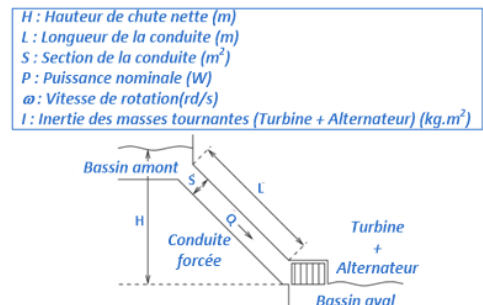 H : Hauteur de chute nette (m)
L : Longueur de la conduite (m)
S : Section de la conduite (m²)
P : Puissance nominale (W)
ϖ : Vitesse de rotation(rd/s)
I : Inertie des masses tournantes (Turbine + Alternateur) (kg.m²)
Bassin amont
S
L
H
Q
Conduite
forcée
Turbine
+
Alternateur
Bassin aval